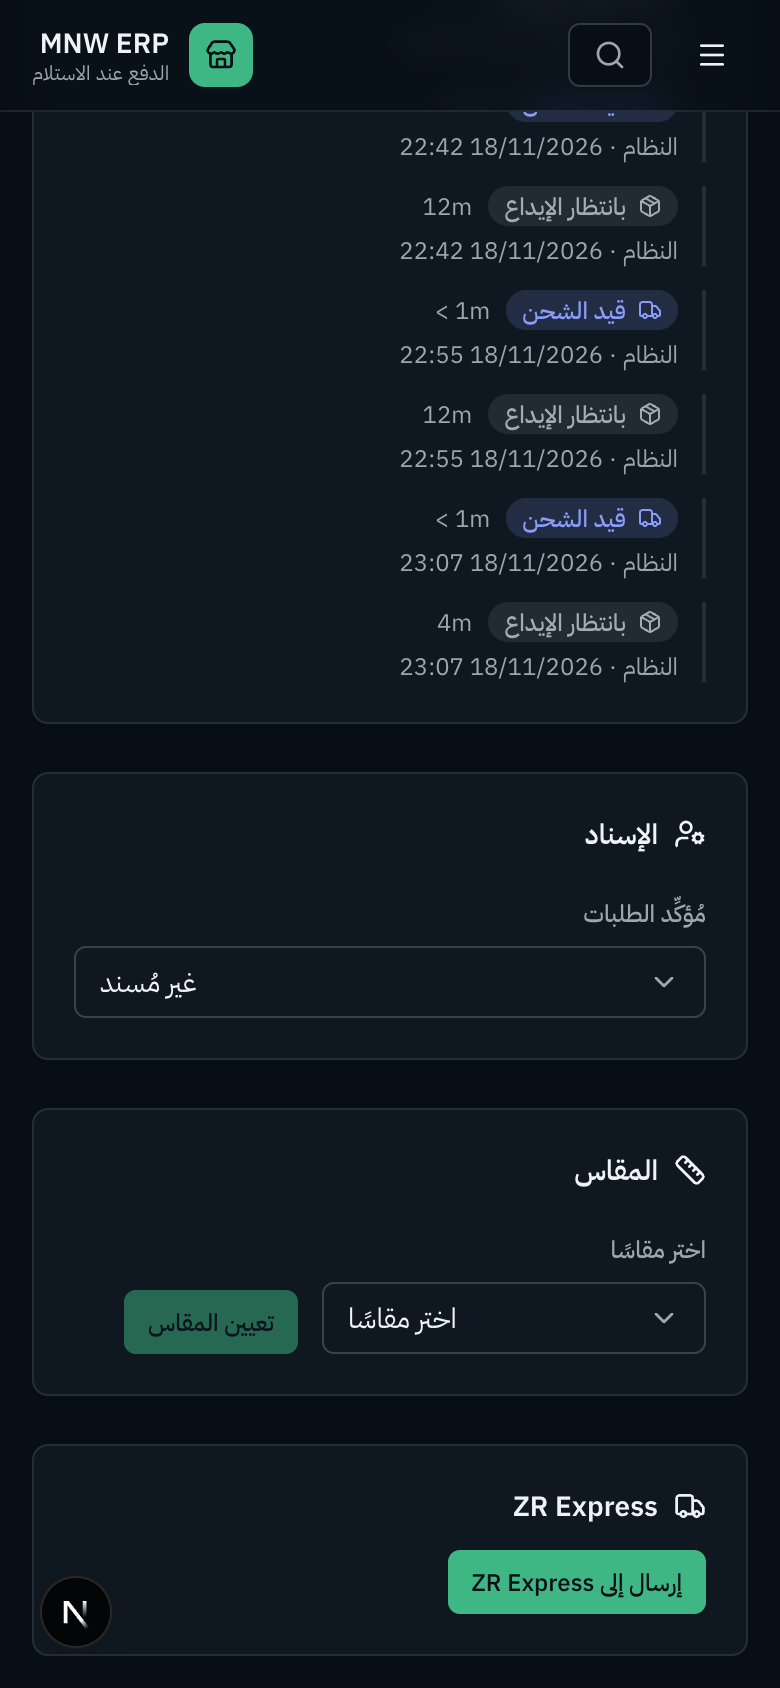 MNW ERP
الدفع عند الاستلام
النظام · 18/11/2026 22:42
بانتظار الإيداع 12m
النظام · 18/11/2026 22:42
قيد الشحن < 1m
النظام · 18/11/2026 22:55
بانتظار الإيداع 12m
النظام · 18/11/2026 22:55
قيد الشحن < 1m
النظام · 18/11/2026 23:07
بانتظار الإيداع 4m
النظام · 18/11/2026 23:07
الإسناد
مُؤكِّد الطلبات
غير مُسند
المقاس
اختر مقاسًا
اختر مقاسًا تعيين المقاس
ZR Express
إرسال إلى ZR Express
N